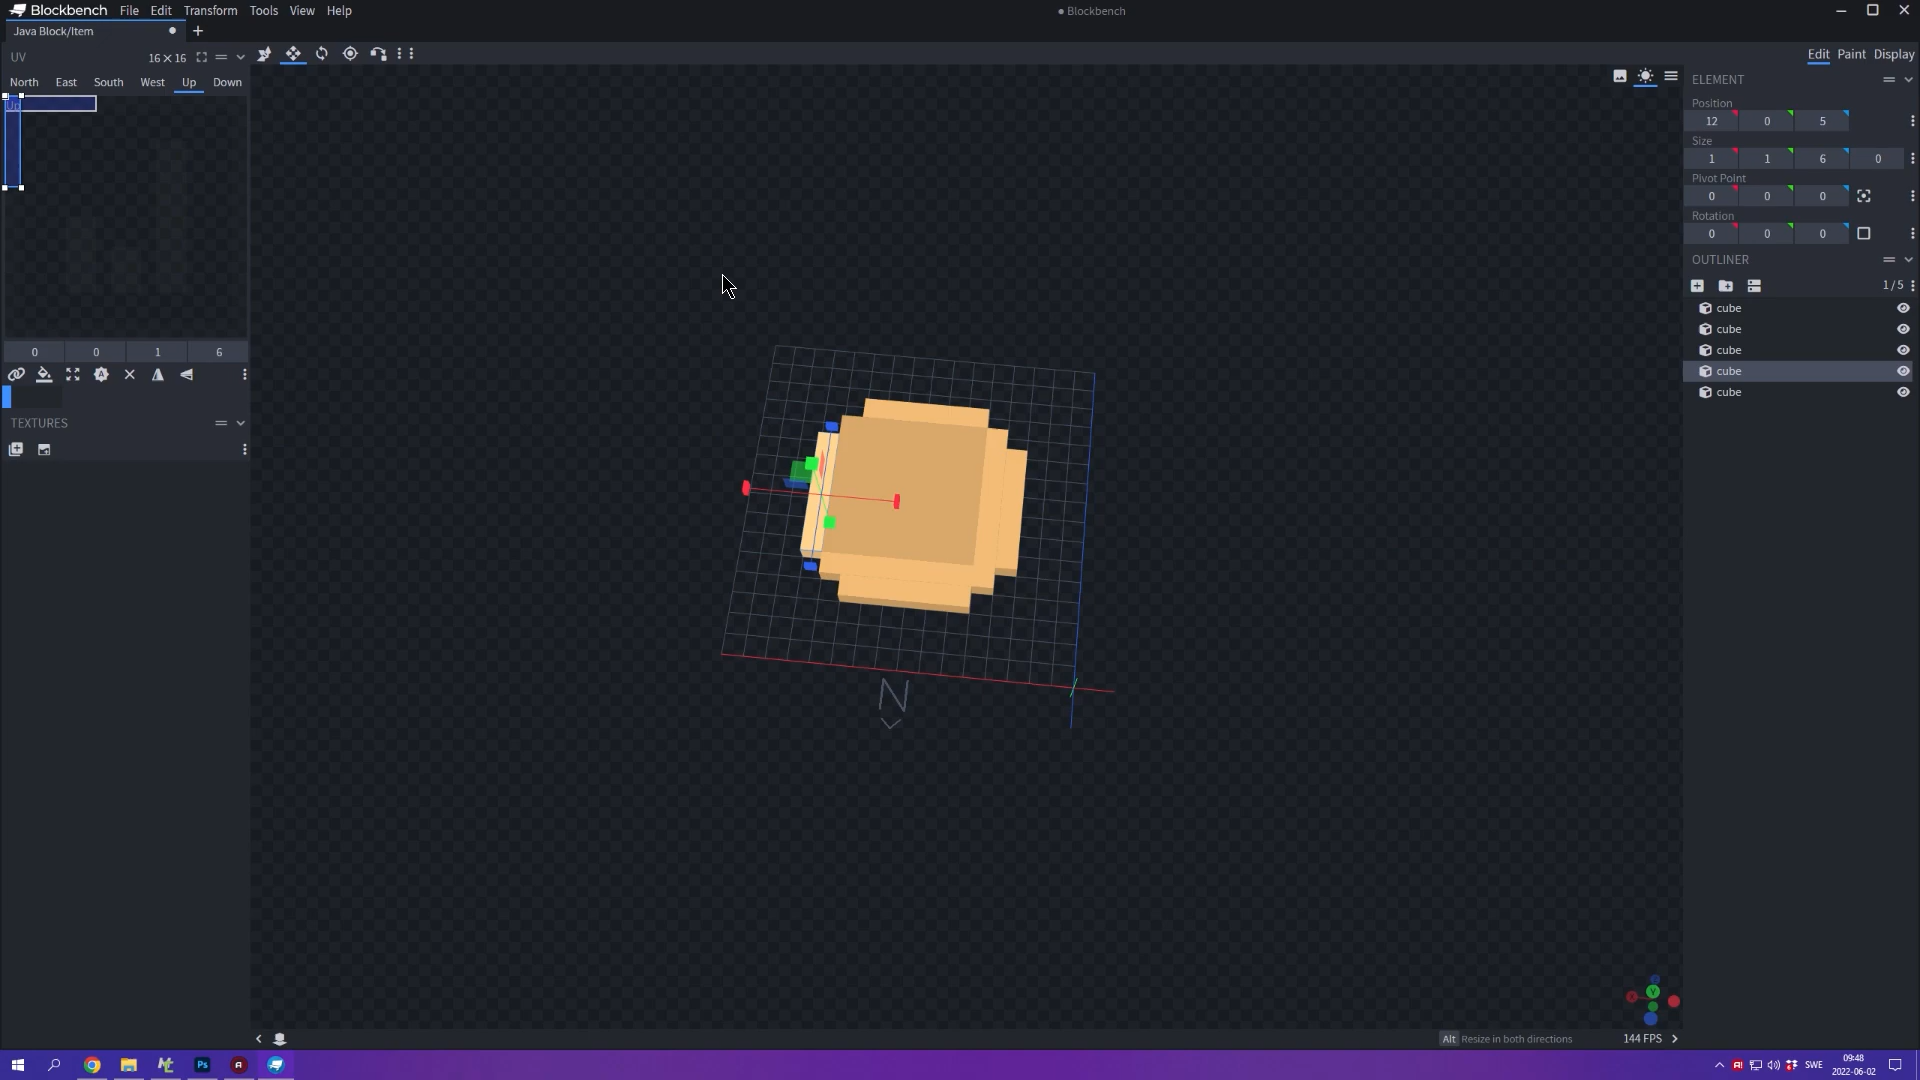 Blockbench File Edit Transform Tools View Help
● Blockbench
Java Block/Item
UV 16×16
North East South West Up Down
Up
0 0 1 6
TEXTURES
Edit Paint Display
ELEMENT
Position
12 0 5
Size
1 1 6 0
Pivot Point
0 0 0
Rotation
0 0 0
OUTLINER
1 / 5
cube
cube
cube
cube
cube
N
Y
X
Alt Resize in both directions 144 FPS
Ps
SWE
09:48
2022-06-02